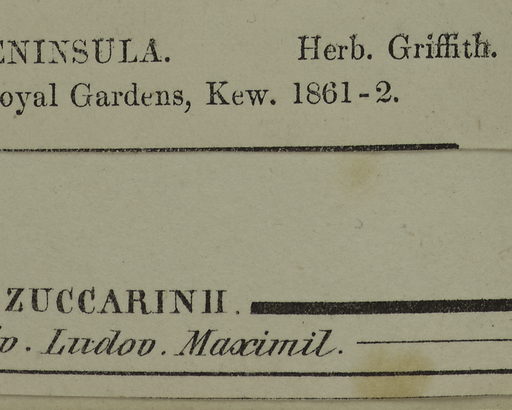 ENINSULA. Herb. Griffith.
oyal Gardens, Kew. 1861-2.
ZUCCARINII.
Ludov. Maximil.